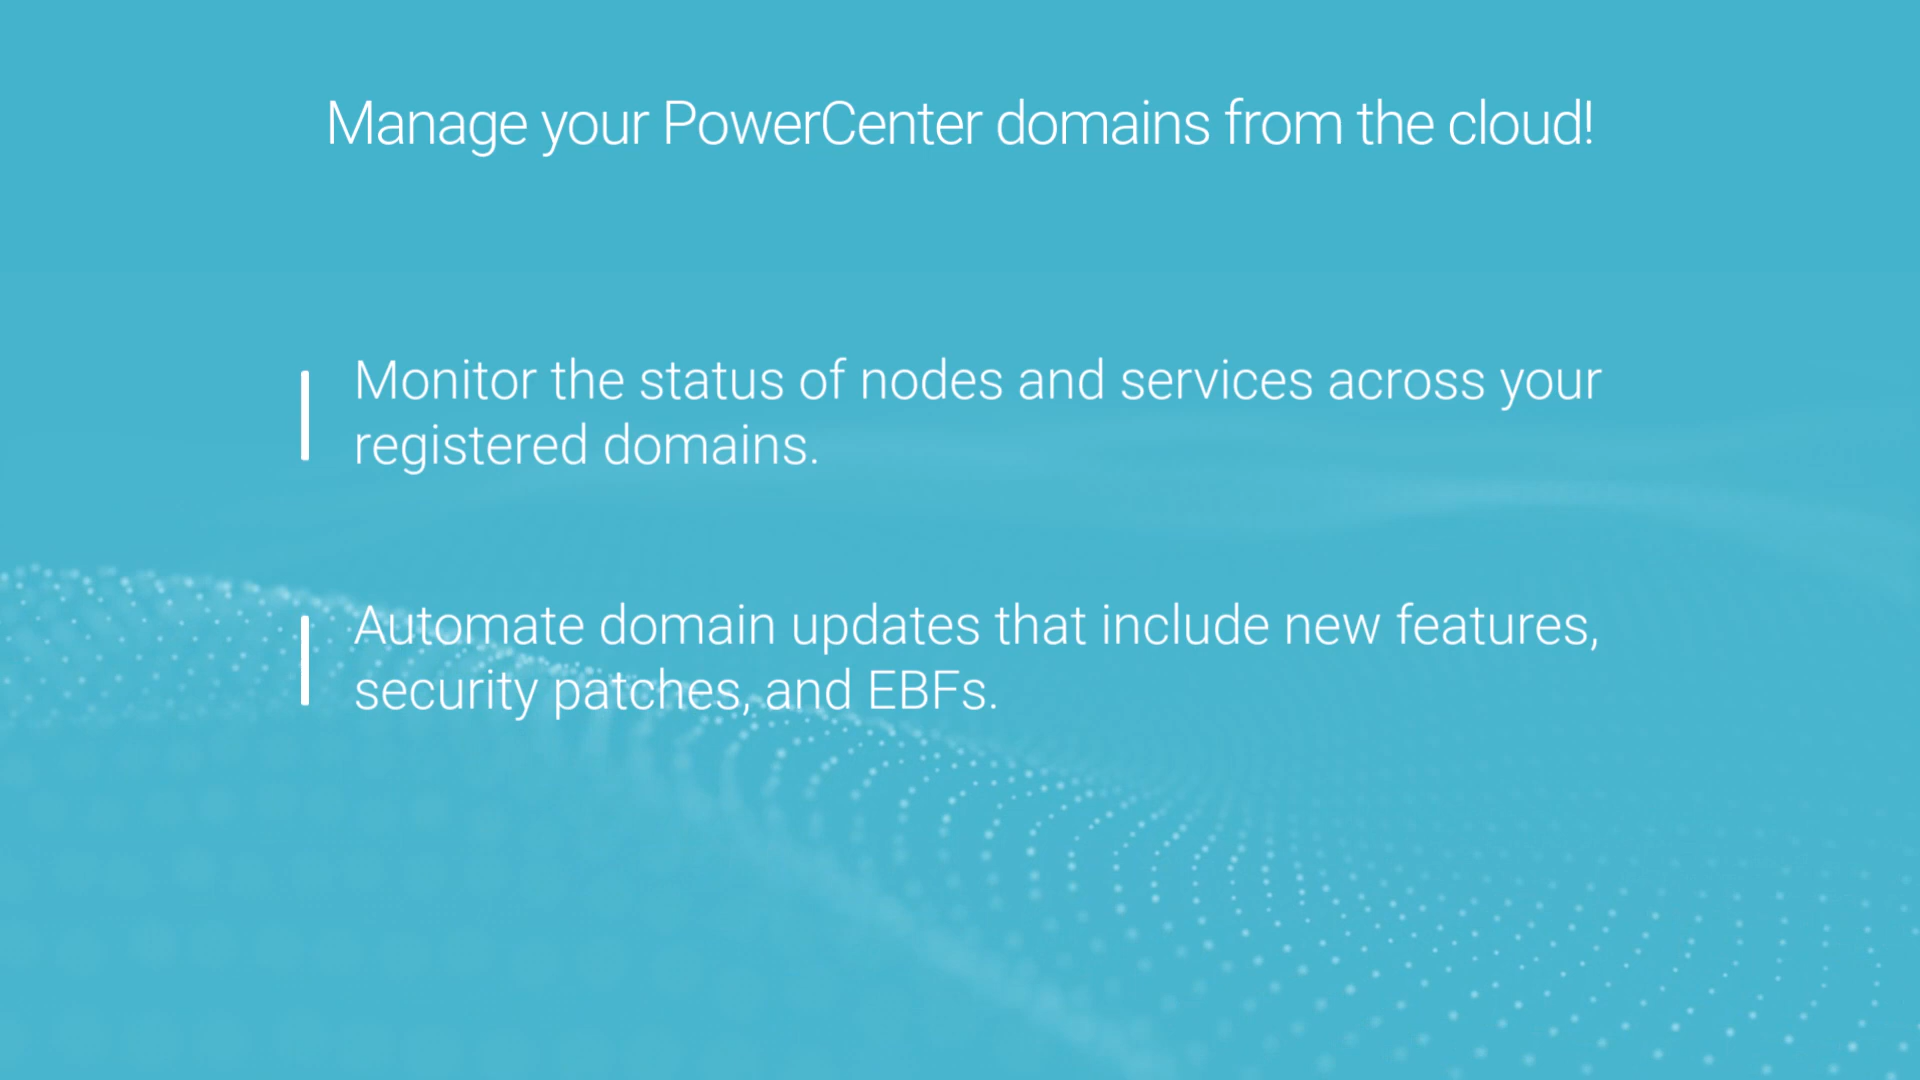 Manage your PowerCenter domains from the cloud!
Monitor the status of nodes and services across your
registered domains.
Automate domain updates that include new features,
security patches, and EBFs.